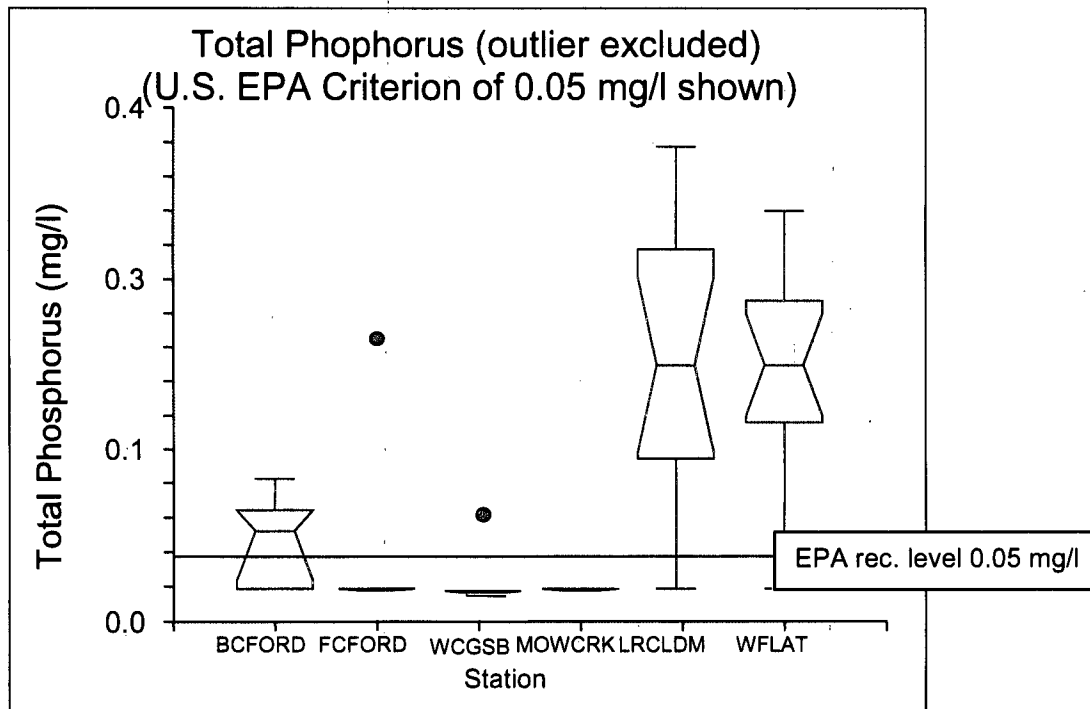 Total Phophorus (outlier excluded)
(U.S. EPA Criterion of 0.05 mg/l shown)
Total Phosphorus (mg/l)
0.4
0.3
0.1
0.0
EPA rec. level 0.05 mg/l
BCFORD FCFORD WCGSB MOWCRK LRCLDM WFLAT
Station